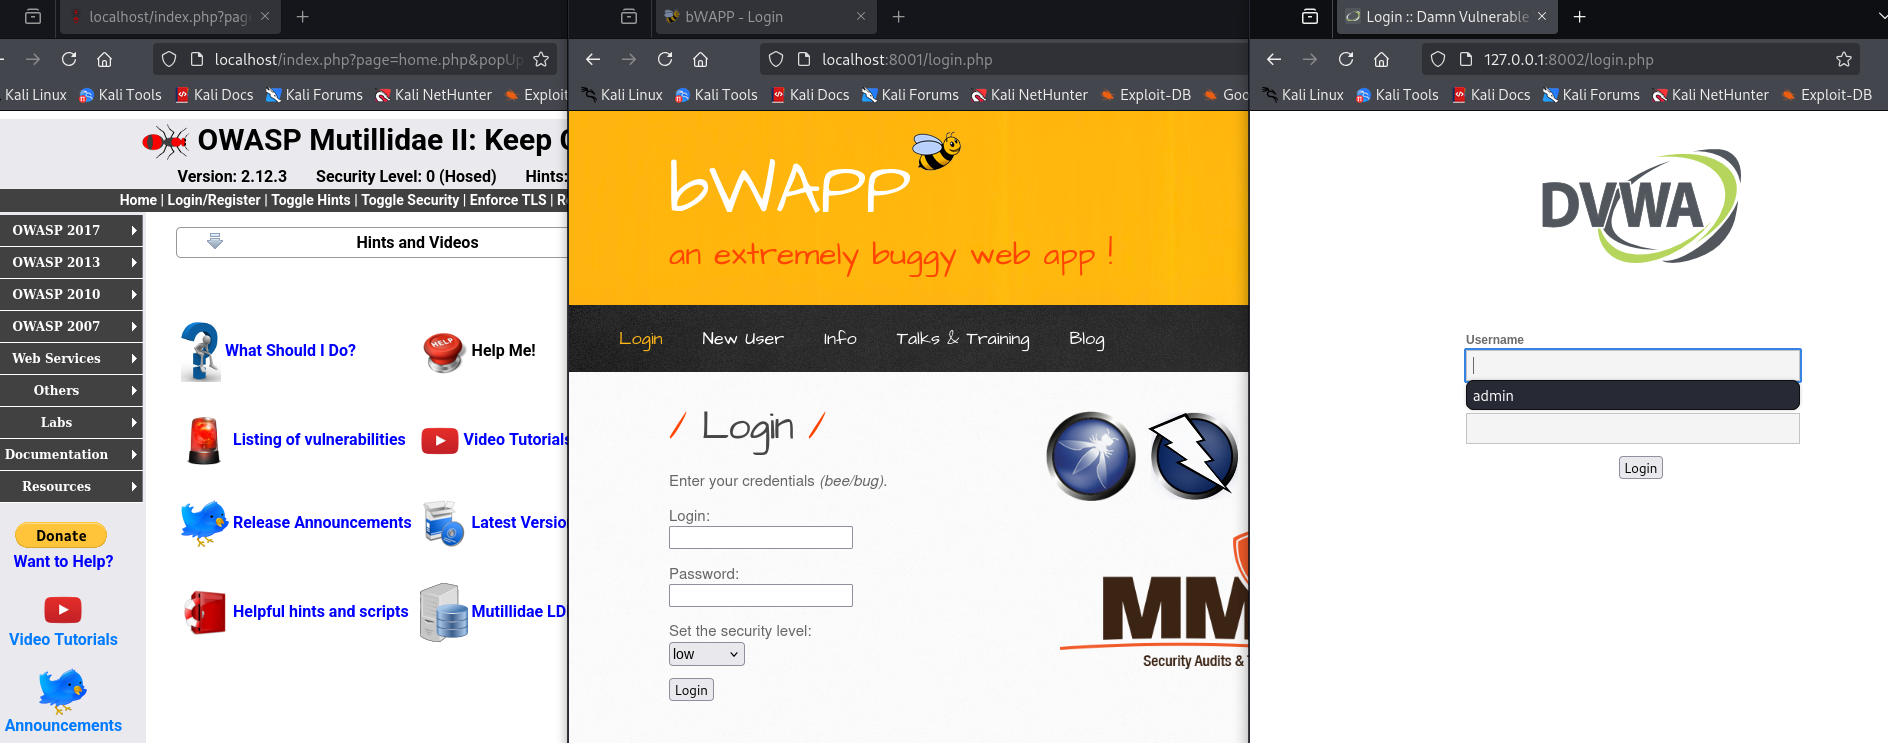 localhost/index.php?pag
localhost/index.php?page=home.php&popUp
Kali Linux Kali Tools Kali Docs Kali Forums Kali NetHunter Exploit
OWASP Mutillidae II: Keep
Version: 2.12.3 Security Level: 0 (Hosed) Hints:
Home | Login/Register | Toggle Hints | Toggle Security | Enforce TLS | R
OWASP 2017
OWASP 2013
OWASP 2010
OWASP 2007
Web Services
Others
Labs
Documentation
Resources
Donate
Want to Help?
Video Tutorials
Announcements
Hints and Videos
What Should I Do?
HELP
Help Me!
Listing of vulnerabilities
Video Tutorials
Release Announcements
Latest Versio
Helpful hints and scripts
Mutillidae LD
bWAPP - Login
localhost:8001/login.php
Kali Linux Kali Tools Kali Docs Kali Forums Kali NetHunter Exploit-DB Goo
bWAPP
an extremely buggy web app !
Login New User Info Talks & Training Blog
/ Login /
Enter your credentials (bee/bug).
Login:
Password:
Set the security level:
low
Login
MM
Security Audits &
Login :: Damn Vulnerable
127.0.0.1:8002/login.php
Kali Linux Kali Tools Kali Docs Kali Forums Kali NetHunter Exploit-DB
DVWA
Username
admin
Login